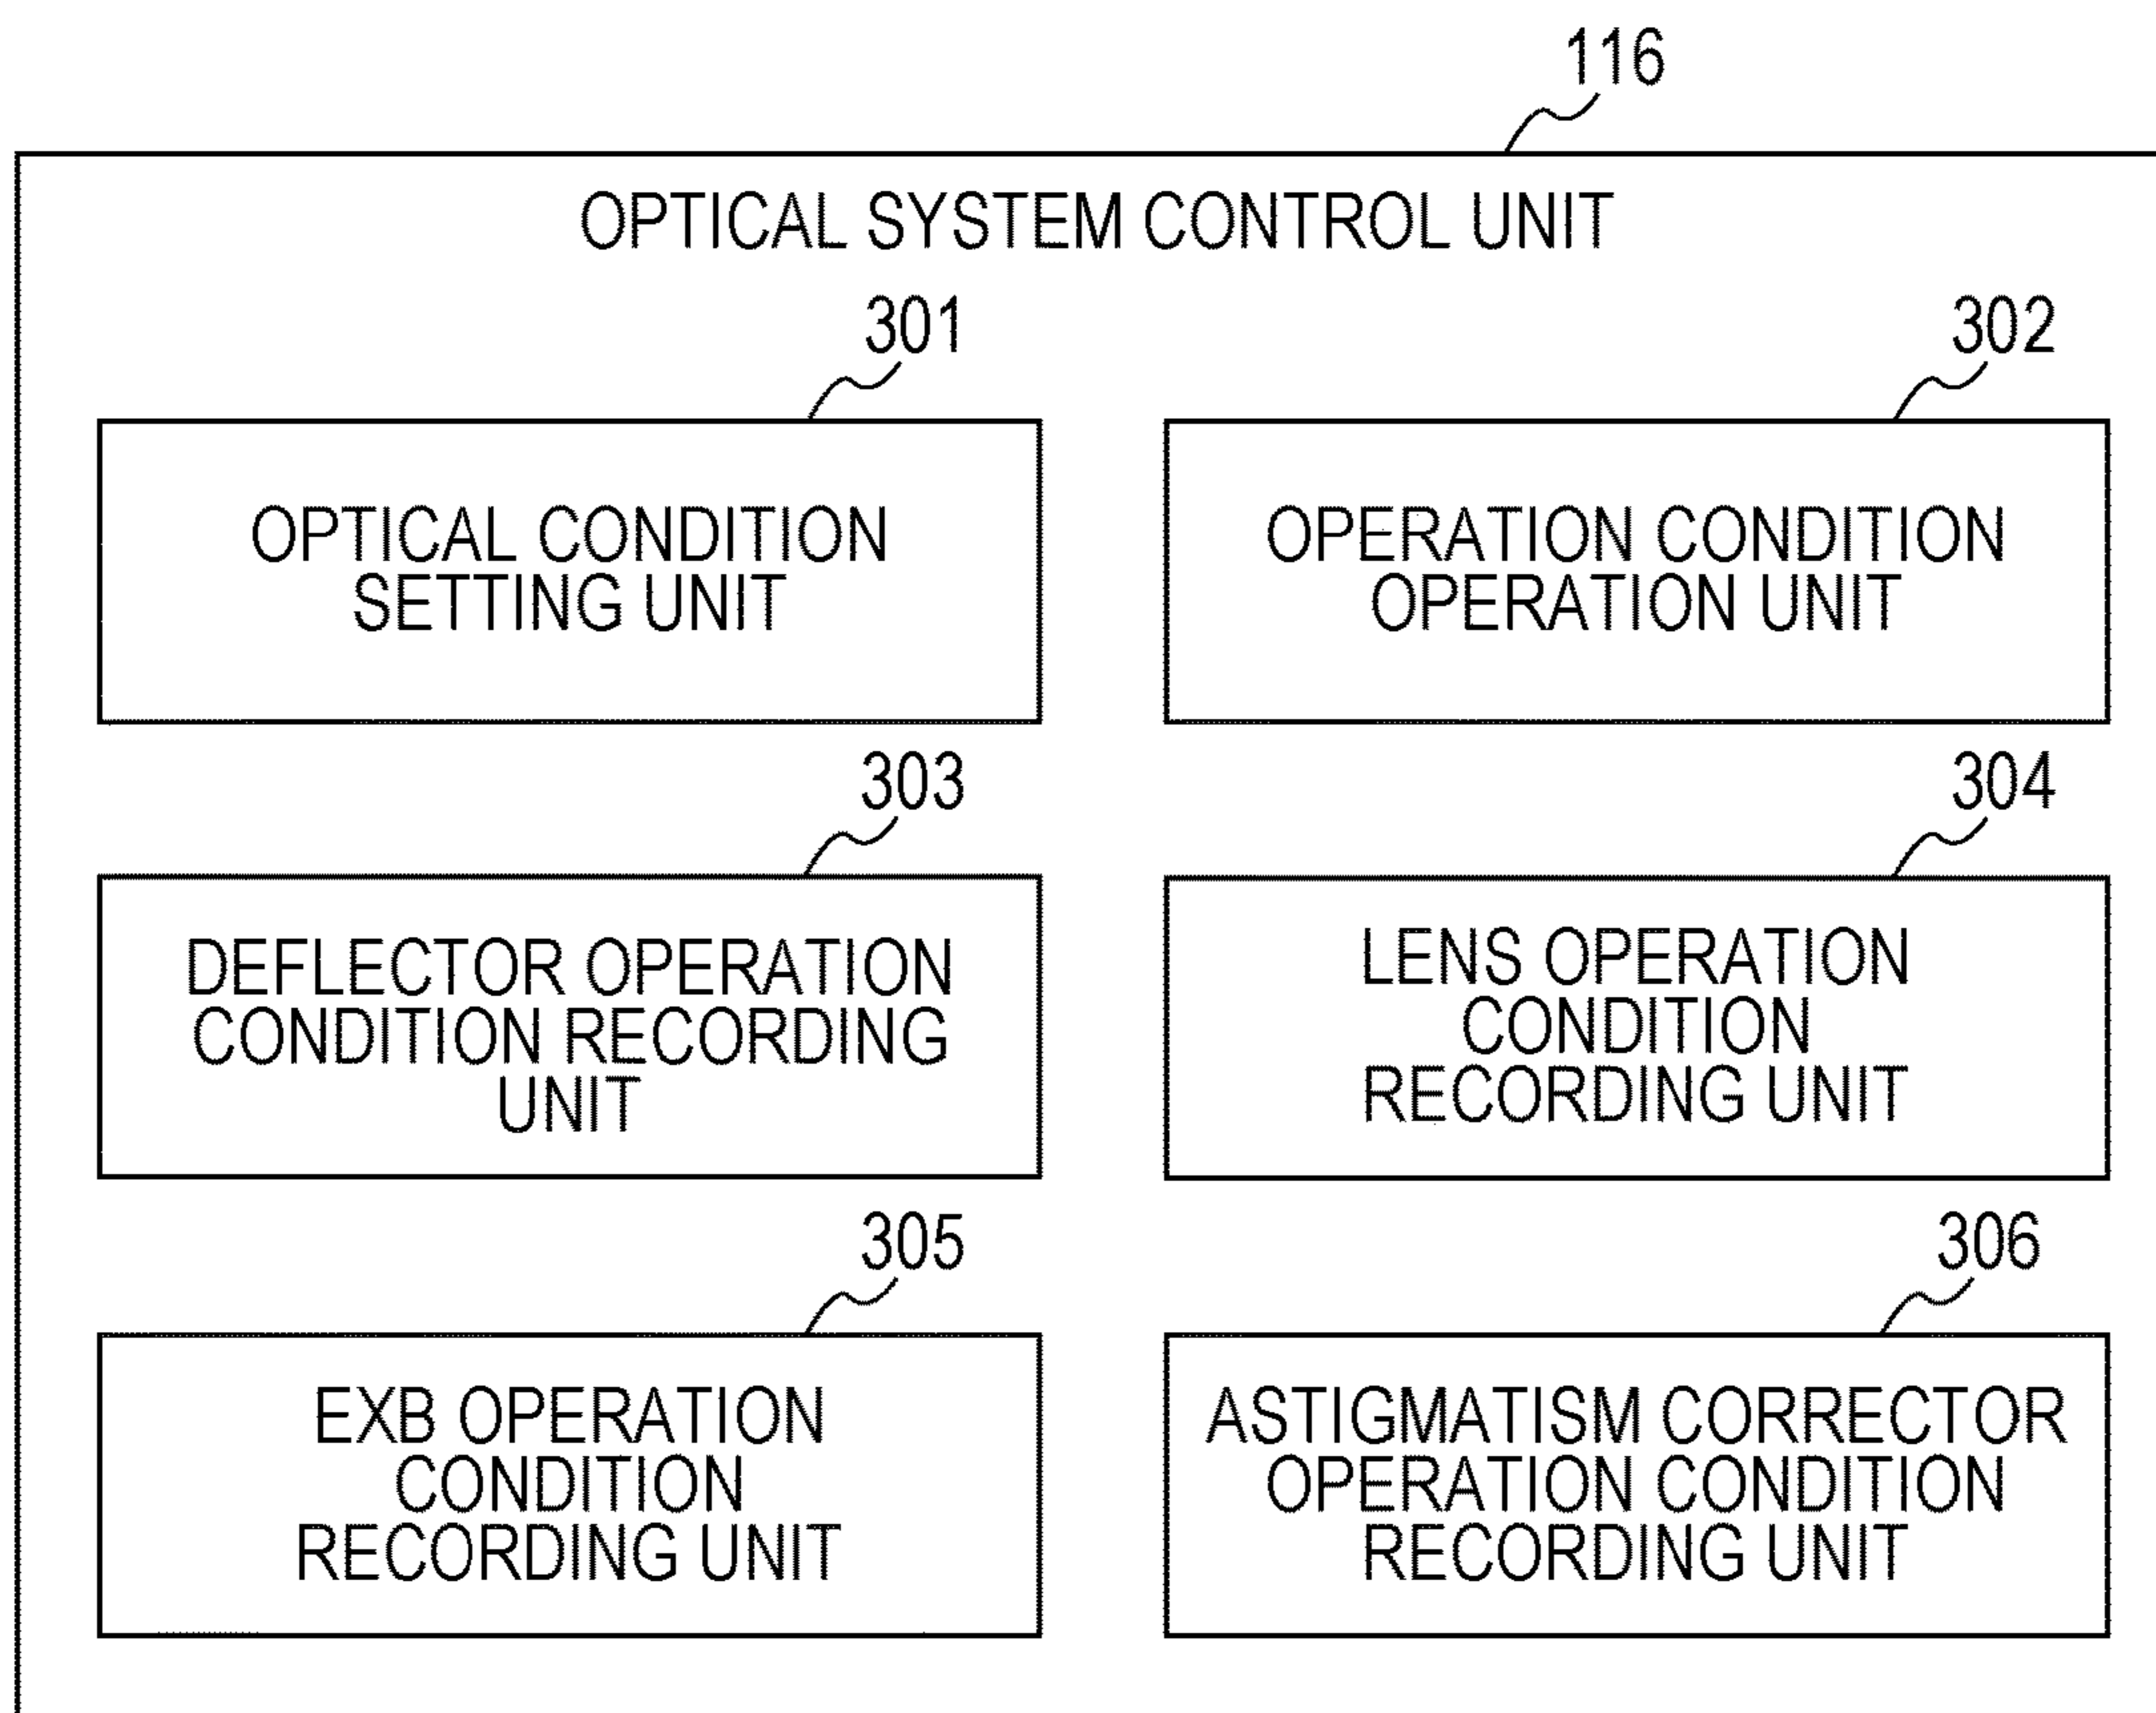 116
OPTICAL SYSTEM CONTROL UNIT
301
OPTICAL CONDITION
SETTING UNIT
302
OPERATION CONDITION
OPERATION UNIT
303
DEFLECTOR OPERATION
CONDITION RECORDING
UNIT
304
LENS OPERATION
CONDITION
RECORDING UNIT
305
EXB OPERATION
CONDITION
RECORDING UNIT
306
ASTIGMATISM CORRECTOR
OPERATION CONDITION
RECORDING UNIT